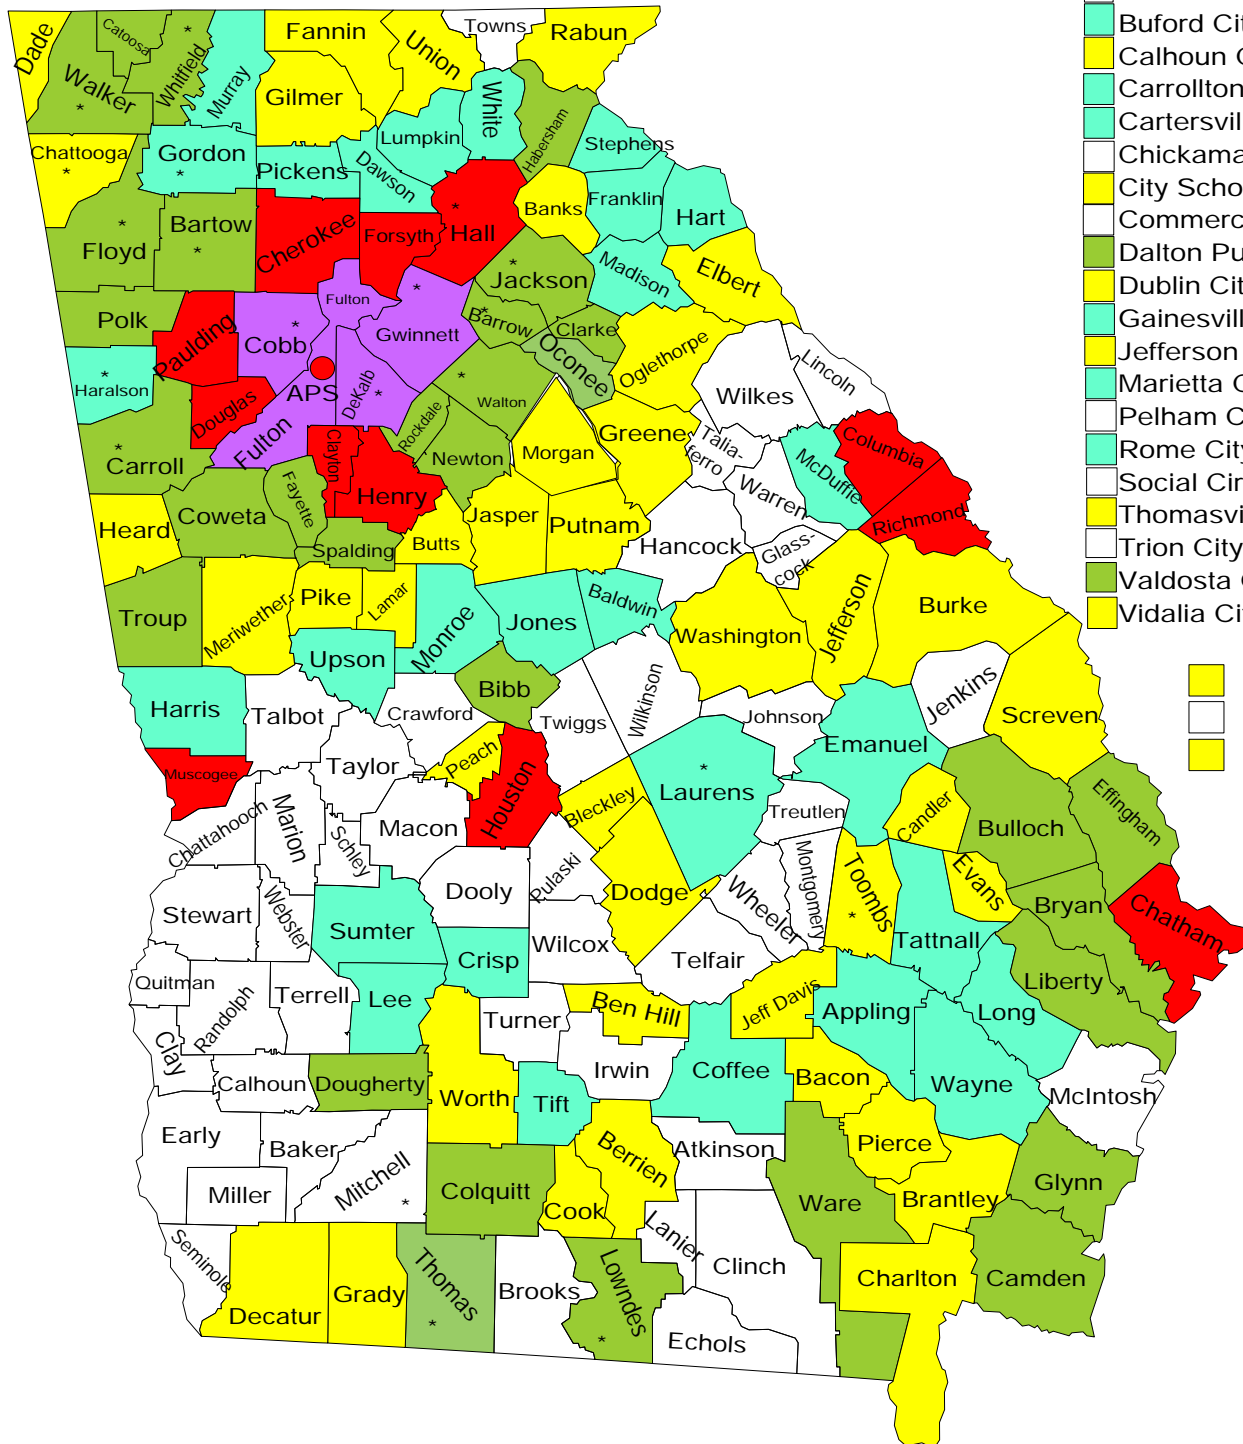 Towns
Fannin
Rabun
Union
Dade
Catoosa
Whitfield
*
Walker
*
Murray
Gilmer
White
Habersham
Lumpkin
Stephens
Chattooga
*
Gordon
*
Pickens
Dawson
Banks
Franklin
Hart
Floyd
*
Bartow
*
Cherokee
Forsyth
Hall
*
Jackson
*
Madison
Elbert
Polk
Paulding
Fulton
Cobb
*
Gwinnett
*
Barrow
*
Clarke
Oconee
Oglethorpe
Wilkes
Lincoln
Haralson
*
Douglas
APS
DeKalb
*
Walton
*
Rockdale
Newton
Morgan
Greene
Talia-
ferro
Warren
McDuffie
Columbia
Richmond
Carroll
*
Fulton
Clayton
Henry
Fayette
Coweta
Heard
Spalding
Butts
Jasper
Putnam
Hancock
Glass-
cock
Troup
Meriwether
Pike
Lamar
Monroe
Jones
Baldwin
Washington
Jefferson
Burke
Upson
Harris
Talbot
Crawford
Bibb
Twiggs
Wilkinson
Johnson
Jenkins
Screven
Emanuel
Muscogee
Taylor
Peach
Houston
Bleckley
Laurens
*
Treutlen
Candler
Bulloch
Effingham
Chattahooch
Marion
Schley
Macon
Dooly
Pulaski
Dodge
Wheeler
Montgomery
Toombs
*
Evans
Bryan
Chatham
Stewart
Webster
Sumter
Crisp
Wilcox
Telfair
Tattnall
Liberty
Quitman
Randolph
Terrell
Lee
Turner
Ben Hill
Jeff Davis
Appling
Long
Clay
Calhoun
Dougherty
Worth
Tift
Irwin
Coffee
Bacon
Wayne
McIntosh
Early
Baker
Mitchell
*
Miller
Colquitt
Berrien
Cook
Atkinson
Pierce
Ware
Brantley
Glynn
Seminole
Decatur
Grady
Thomas
*
Brooks
Lowndes
*
Lanier
Clinch
Echols
Charlton
Camden
Buford Cit
Calhoun C
Carrollton
Cartersvil
Chickama
City Scho
Commerc
Dalton Pu
Dublin Cit
Gainesvill
Jefferson
Marietta C
Pelham C
Rome City
Social Cir
Thomasvi
Trion City
Valdosta C
Vidalia Cit